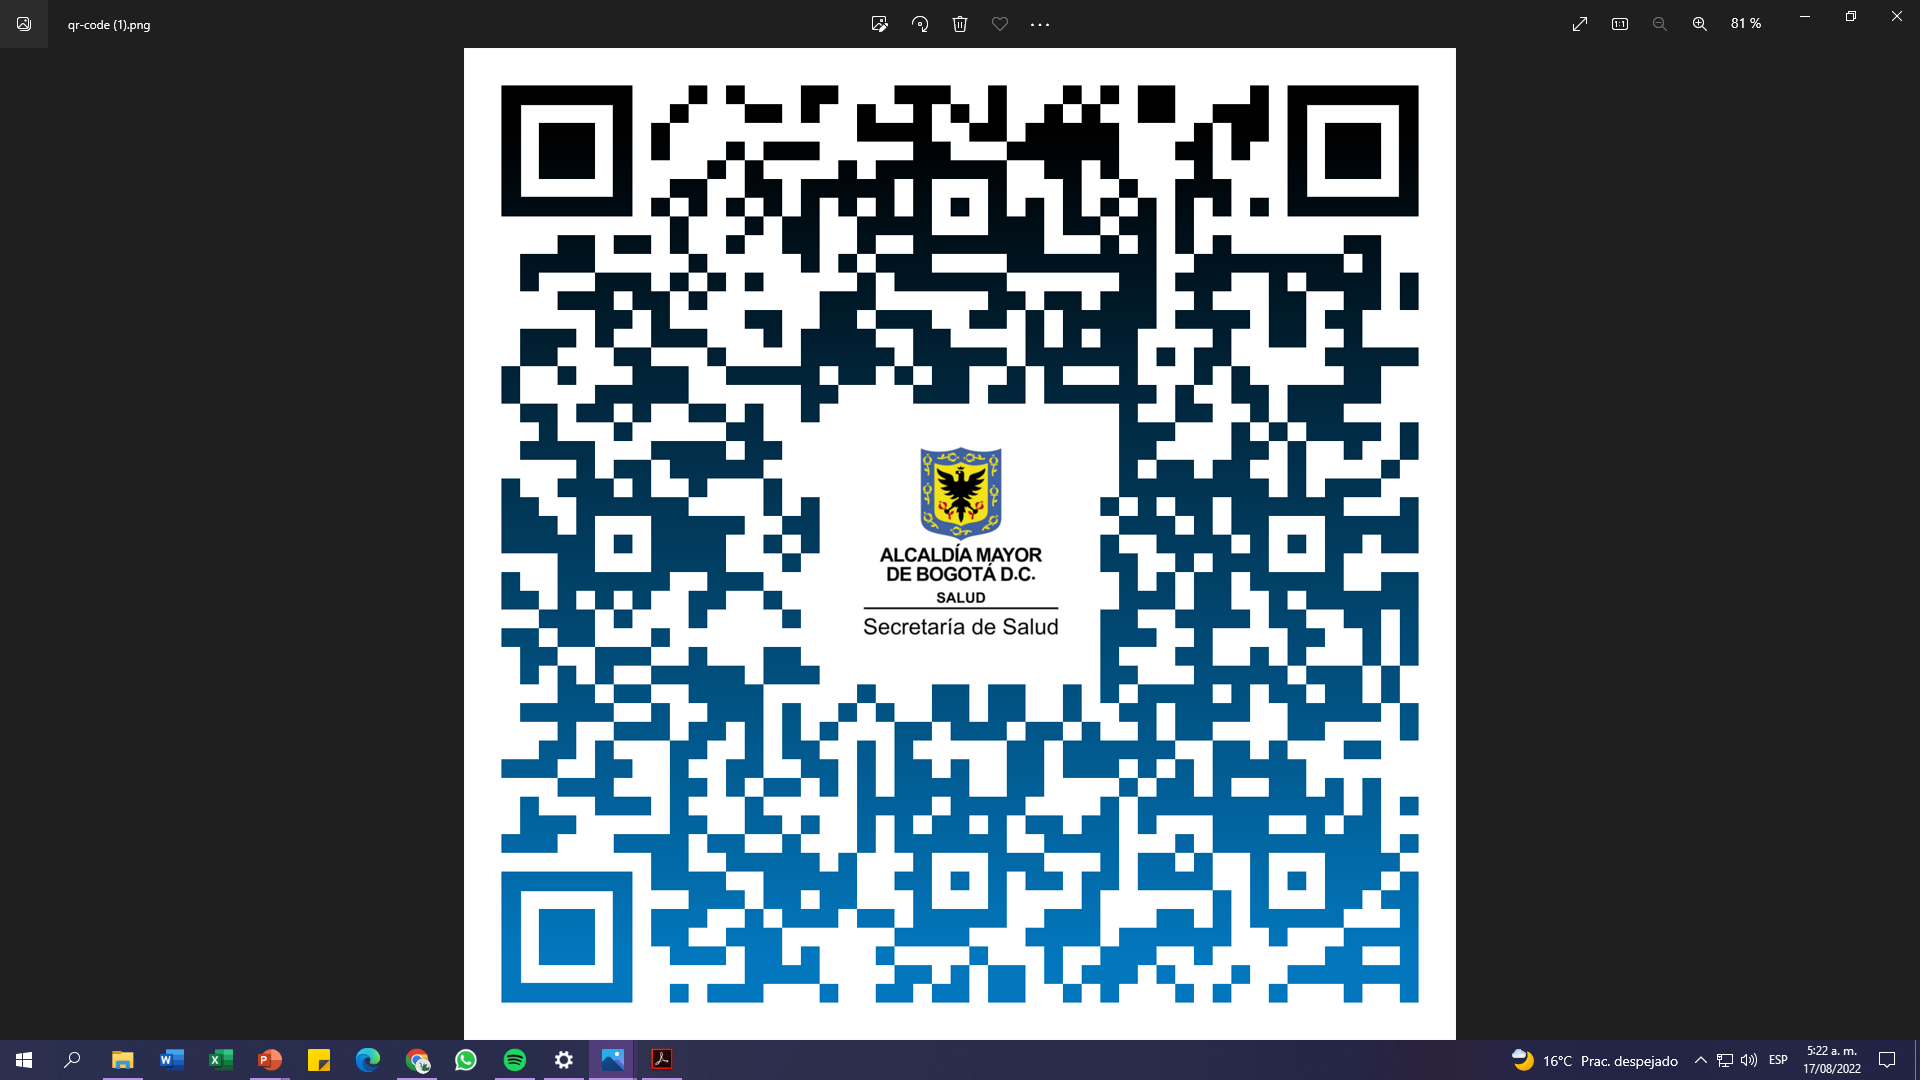 qr-code (1).png
81 %
ALCALDÍA MAYOR
DE BOGOTÁ D.C.
SALUD
Secretaría de Salud
16°C Prac. despejado
ESP
5:22 a. m.
17/08/2022